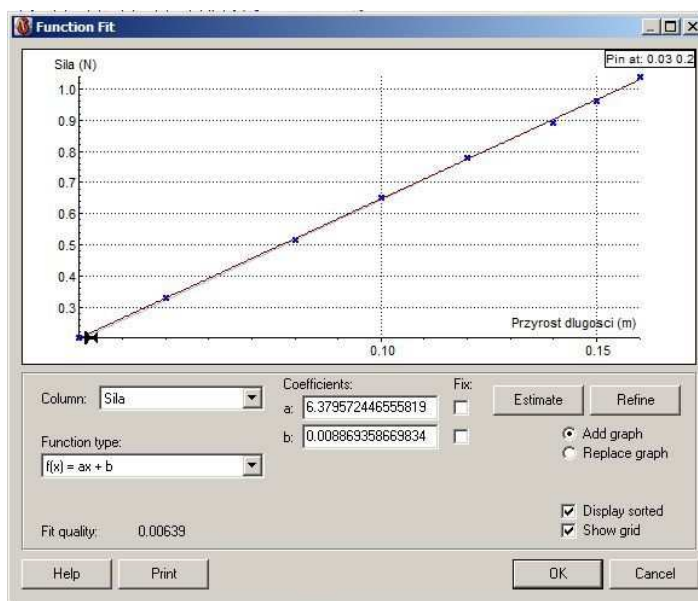 Function Fit
Sila (N)
Pin at: 0.03 0.2
1.0
0.9
0.8
0.7
0.6
0.5
0.4
0.3
Przyrost dlugosci (m)
0.10
0.15
Column:
Sila
Coefficients:
Fix:
a:
6.379572446555819
b:
0.008869358669834
Estimate
Refine
Function type:
f(x) = ax + b
Add graph
Replace graph
Display sorted
Show grid
Fit quality:
0.00639
Help
Print
OK
Cancel